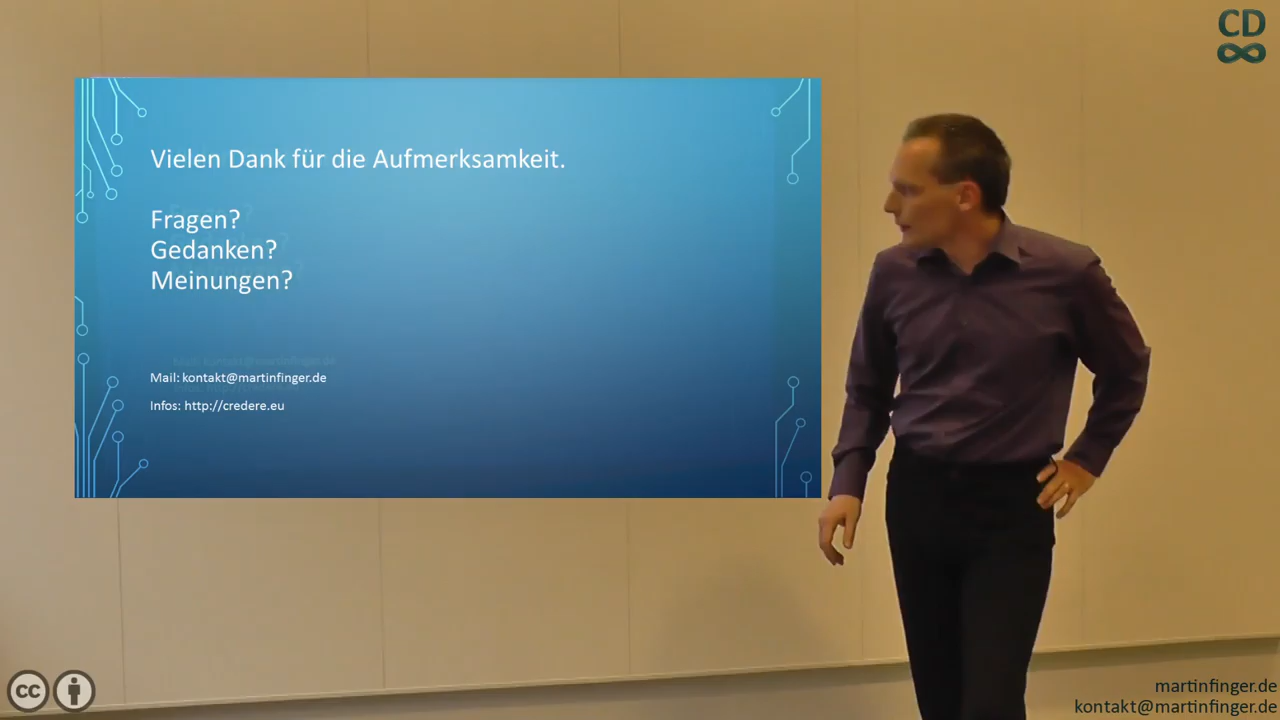 CD
Vielen Dank für die Aufmerksamkeit.
Fragen?
Gedanken?
Meinungen?
Mail: kontakt@martinfinger.de
Infos: http://credere.eu
cc
martinfinger.de
kontakt@martinfinger.de